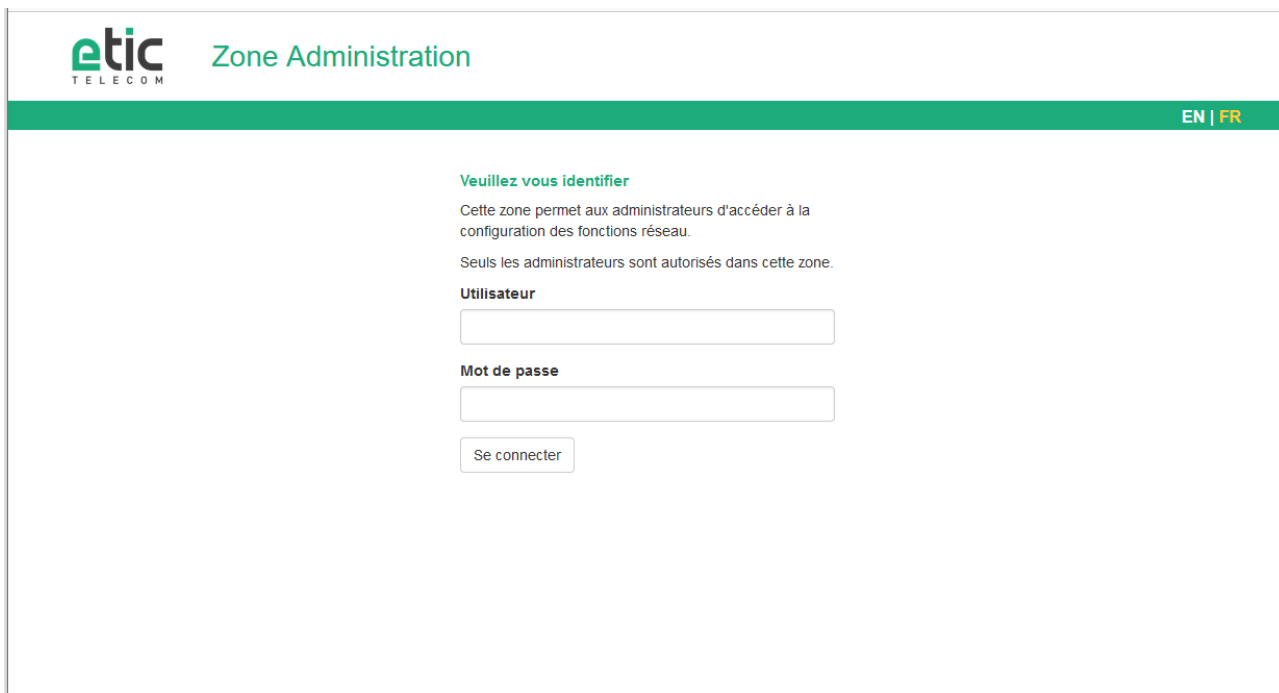 etic
TELECOM
Zone Administration
EN | FR
Veuillez vous identifier
Cette zone permet aux administrateurs d'accéder à la
configuration des fonctions réseau.
Seuls les administrateurs sont autorisés dans cette zone.
Utilisateur
Mot de passe
Se connecter